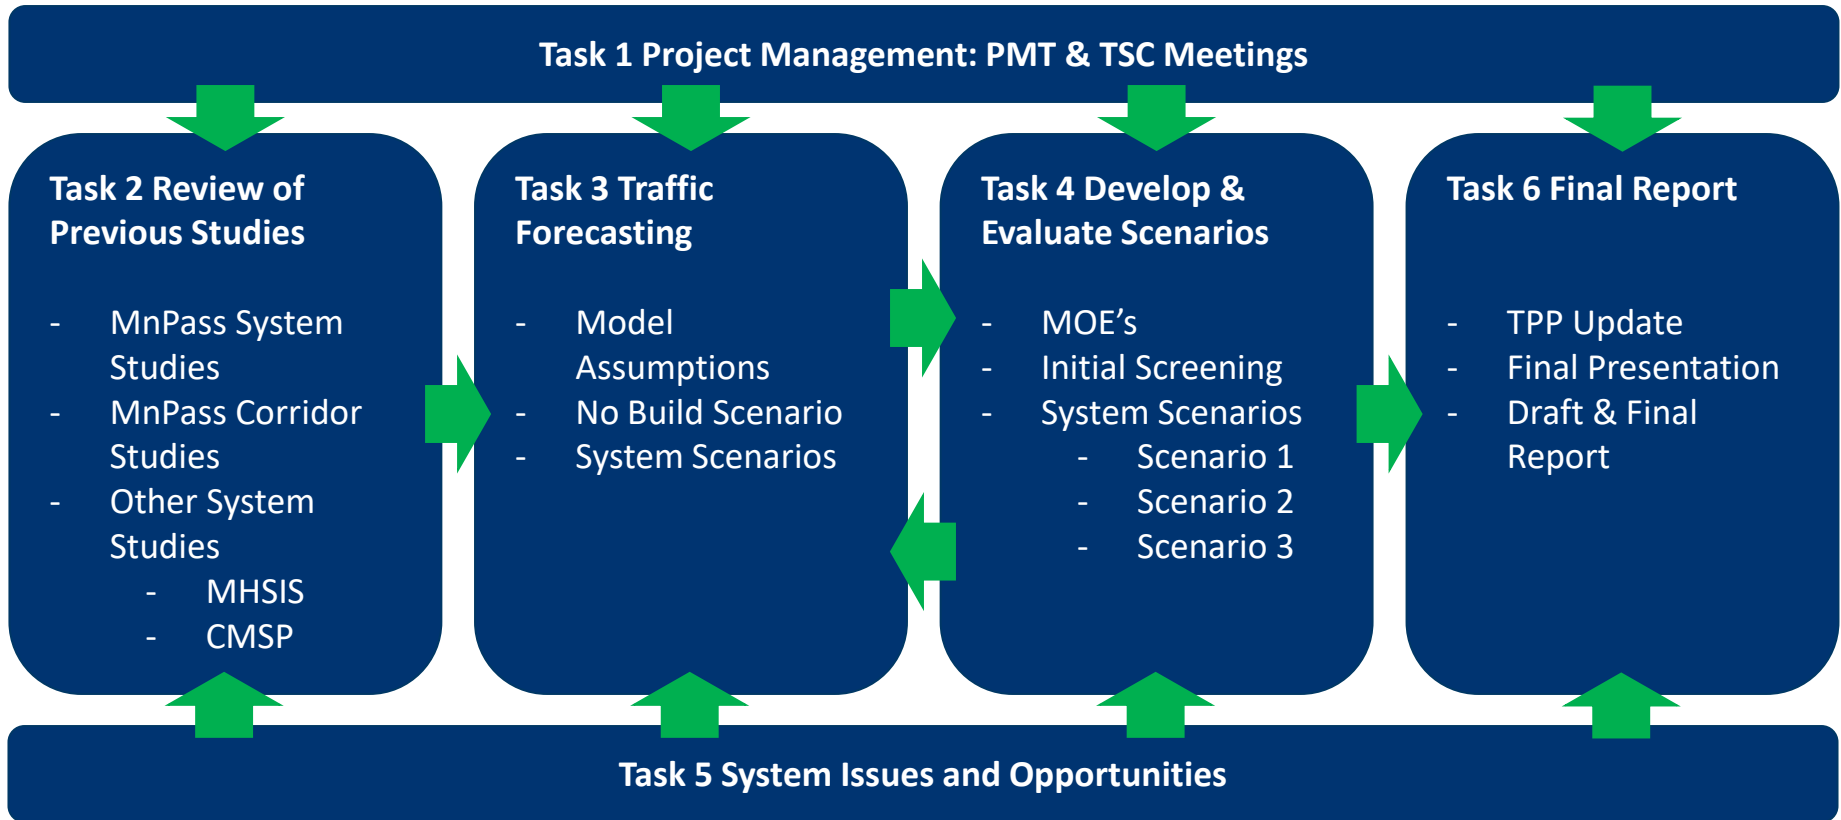 Task 1 Project Management: PMT & TSC Meetings
Task 2 Review of
Previous Studies
- MnPass System
Studies
- MnPass Corridor
Studies
- Other System
Studies
- MHSIS
- CMSP
Task 3 Traffic
Forecasting
- Model
Assumptions
- No Build Scenario
- System Scenarios
Task 4 Develop &
Evaluate Scenarios
- MOE’s
- Initial Screening
- System Scenarios
- Scenario 1
- Scenario 2
- Scenario 3
Task 6 Final Report
- TPP Update
- Final Presentation
- Draft & Final
Report
Task 5 System Issues and Opportunities